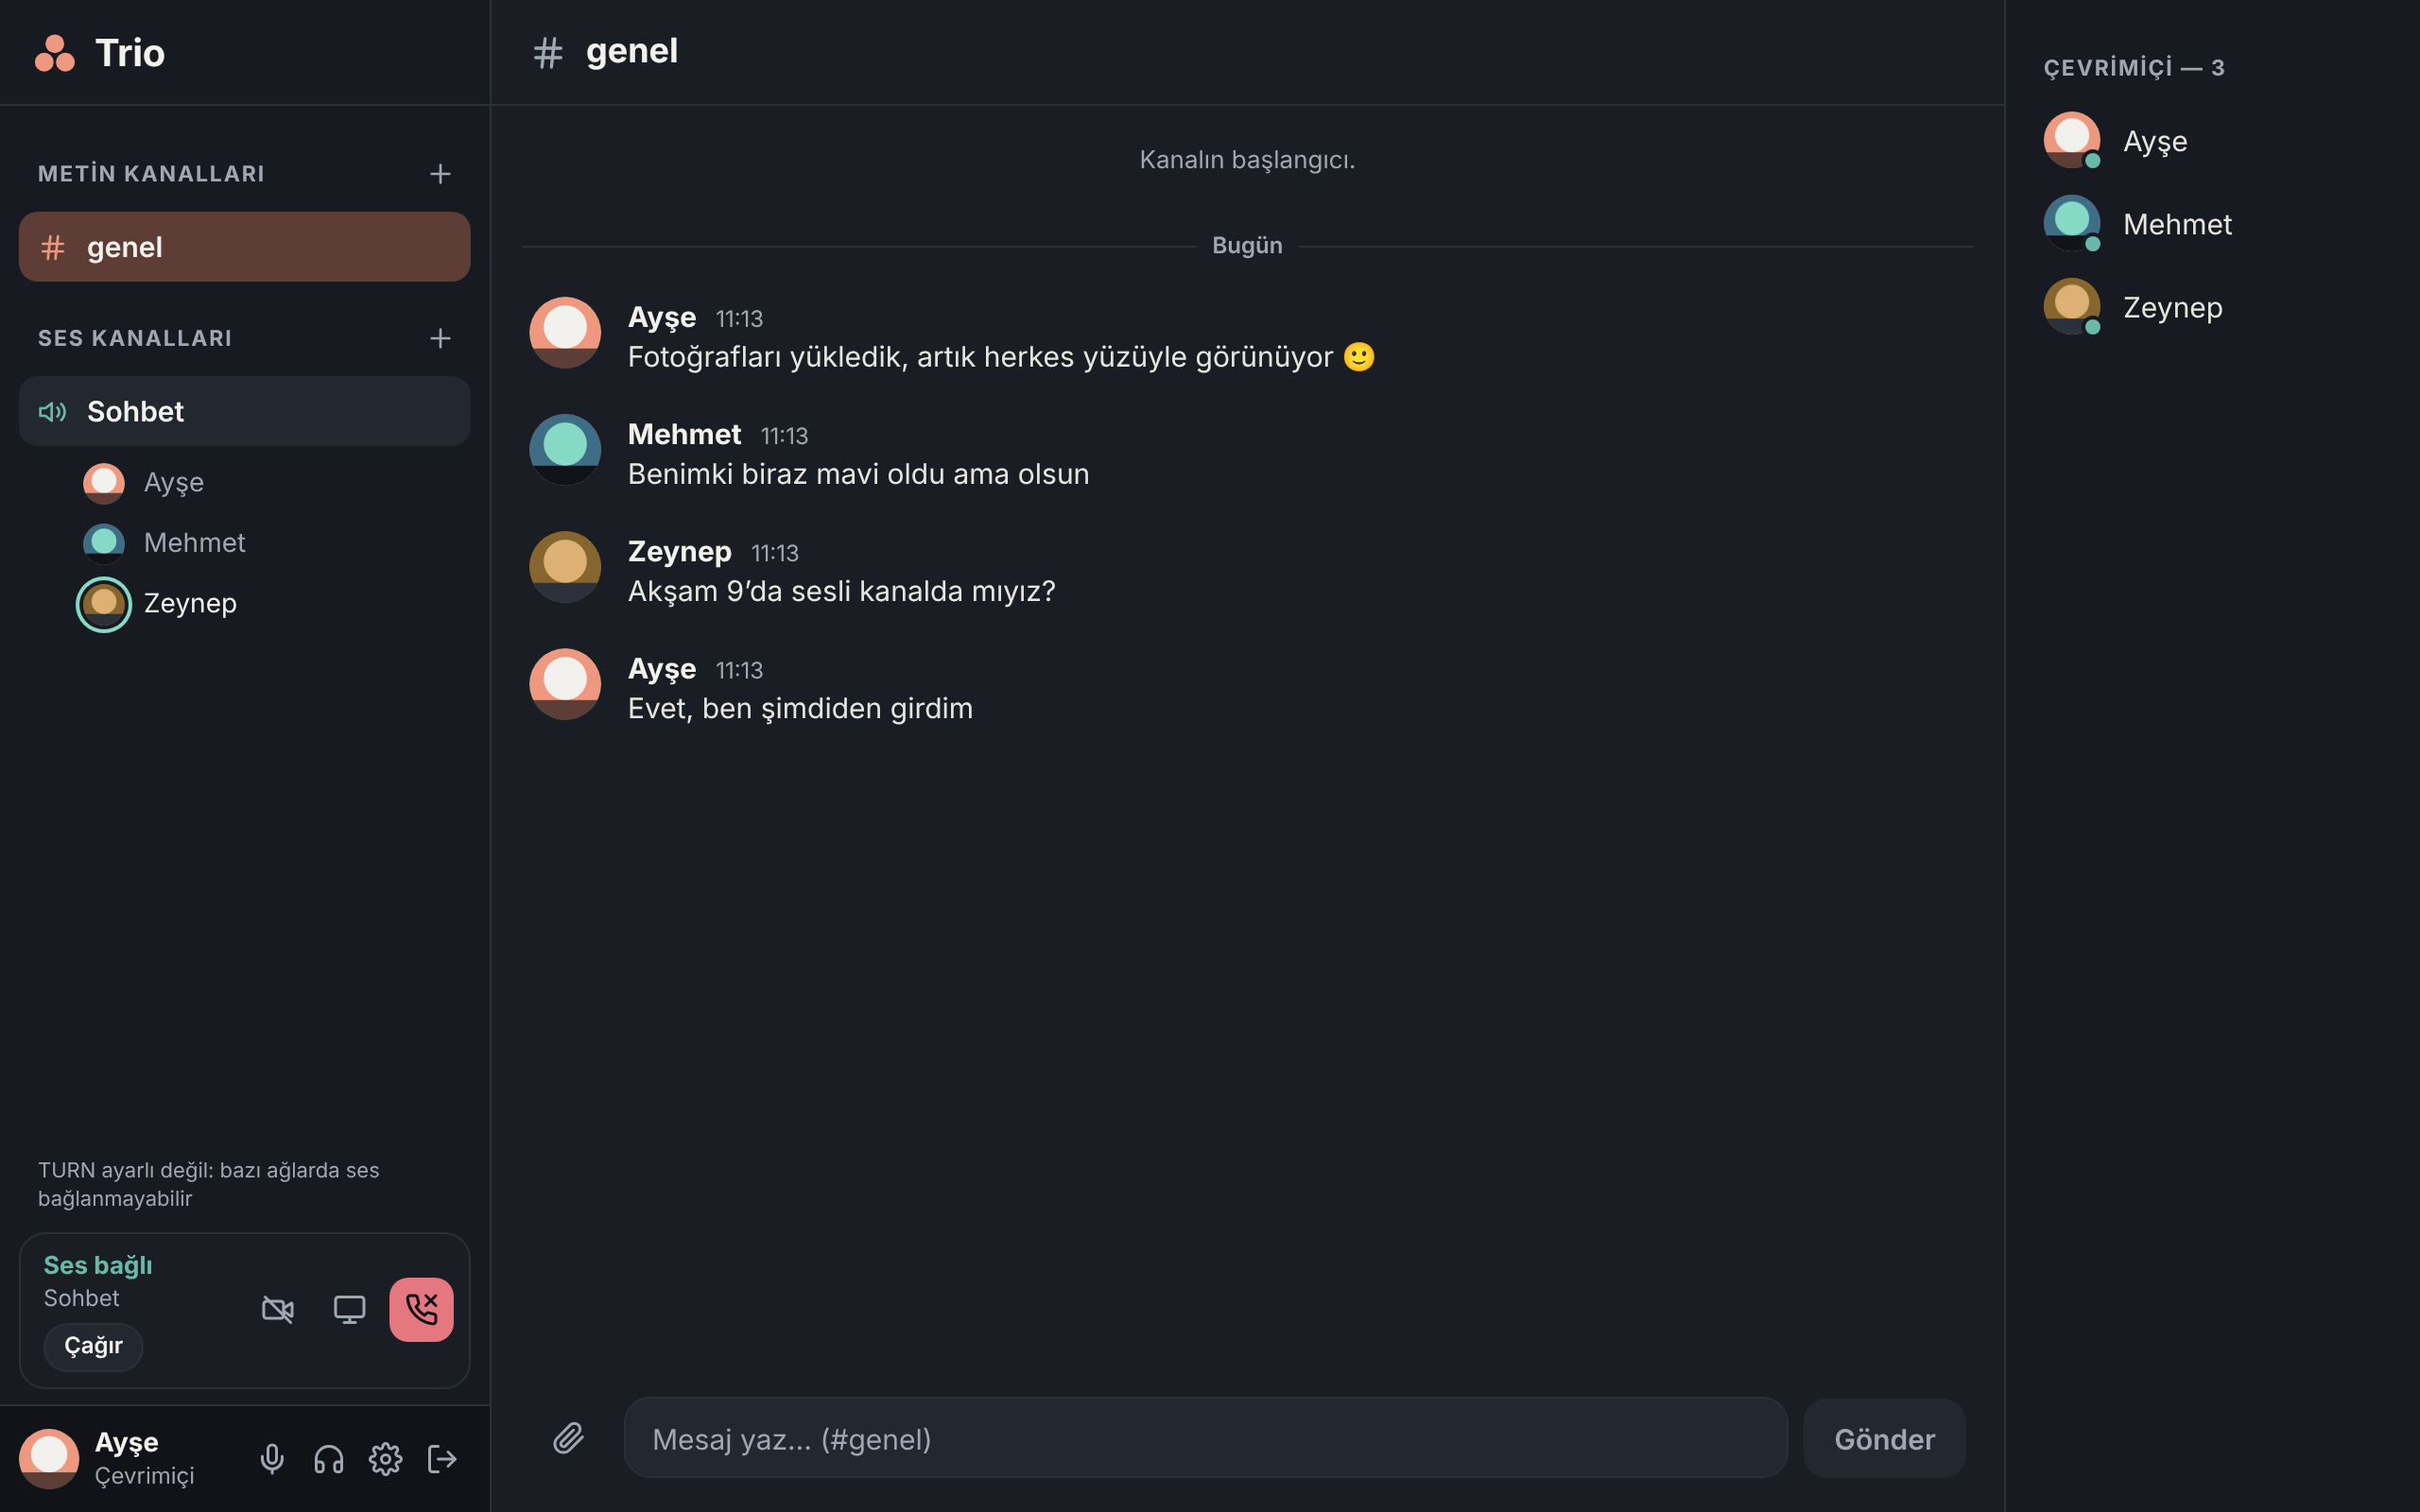 Trio
METİN KANALLARI
genel
SES KANALLARI
Sohbet
Ayşe
Mehmet
Zeynep
TURN ayarlı değil: bazı ağlarda ses
bağlanmayabilir
Ses bağlı
Sohbet
Çağır
Ayşe
Çevrimiçi
# genel
Kanalın başlangıcı.
Bugün
Ayşe 11:13
Fotoğrafları yükledik, artık herkes yüzüyle görünüyor 🙂
Mehmet 11:13
Benimki biraz mavi oldu ama olsun
Zeynep 11:13
Akşam 9’da sesli kanalda mıyız?
Ayşe 11:13
Evet, ben şimdiden girdim
Mesaj yaz... (#genel)
Gönder
ÇEVRİMİÇİ — 3
Ayşe
Mehmet
Zeynep